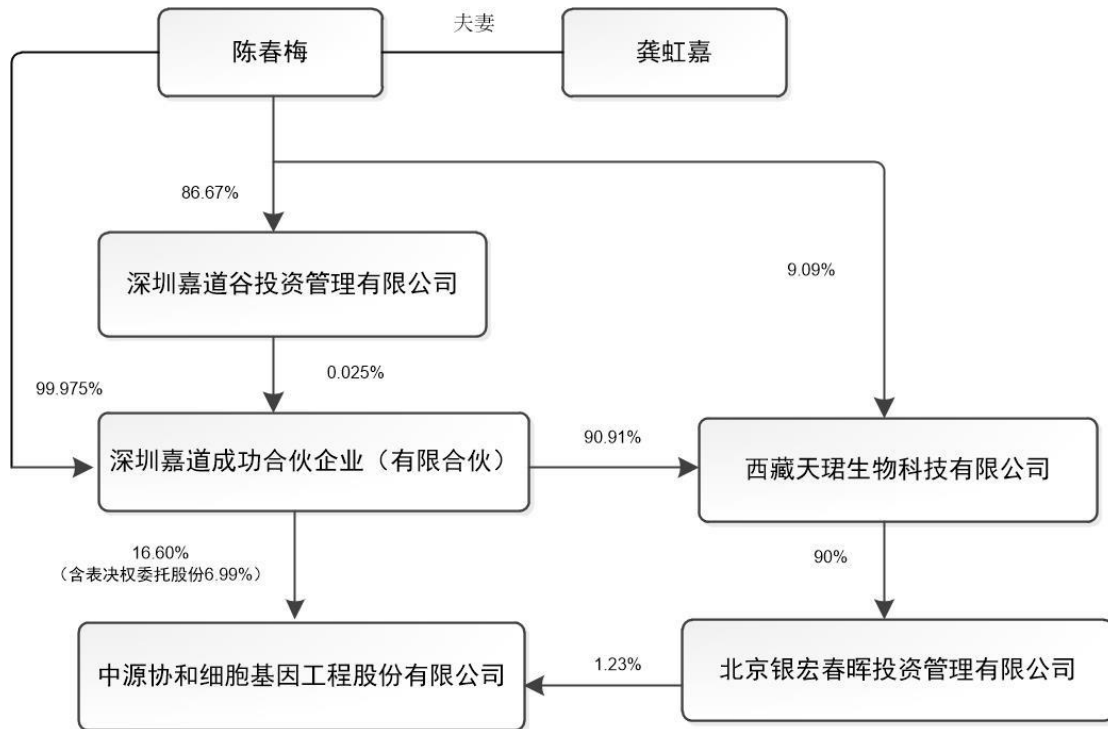 夫妻
陈春梅
龚虹嘉
86.67%
9.09%
深圳嘉道谷投资管理有限公司
0.025%
99.975%
深圳嘉道成功合伙企业（有限合伙）
90.91%
西藏天珺生物科技有限公司
16.60%
（含表决权委托股份6.99%）
90%
中源协和细胞基因工程股份有限公司
1.23%
北京银宏春晖投资管理有限公司